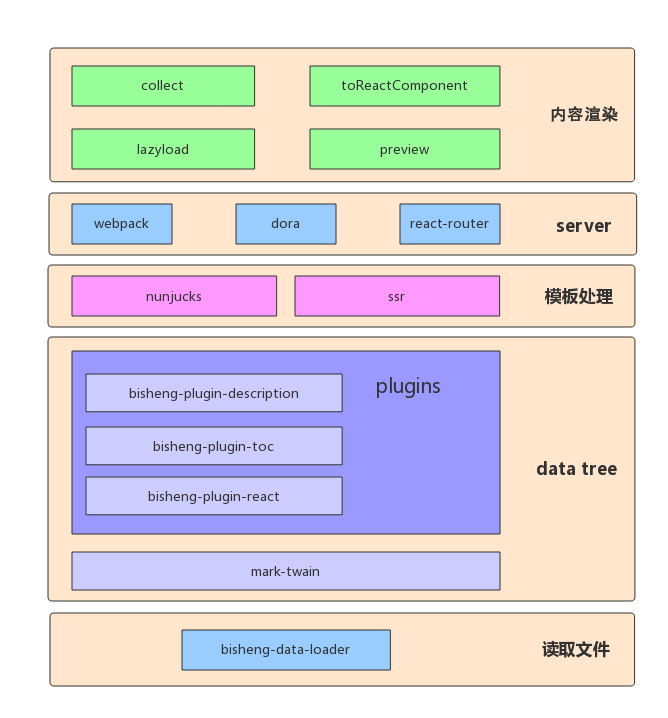 collect
toReactComponent
内容渲染
lazyload
preview
webpack
dora
react-router
server
nunjucks
ssr
模板处理
plugins
bisheng-plugin-description
bisheng-plugin-toc
data tree
bisheng-plugin-react
mark-twain
bisheng-data-loader
读取文件